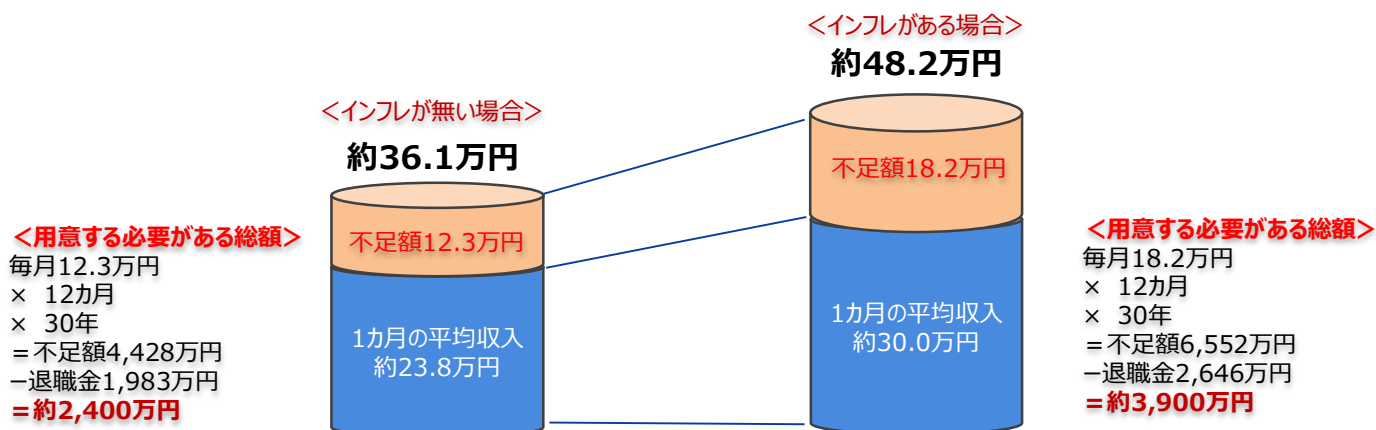 ＜インフレがある場合＞
約48.2万円
＜インフレが無い場合＞
約36.1万円
不足額18.2万円
不足額12.3万円
1カ月の平均収入
約30.0万円
1カ月の平均収入
約23.8万円
＜用意する必要がある総額＞
毎月12.3万円
× 12カ月
× 30年
＝不足額4,428万円
−退職金1,983万円
＝約2,400万円
＜用意する必要がある総額＞
毎月18.2万円
× 12カ月
× 30年
＝不足額6,552万円
−退職金2,646万円
＝約3,900万円